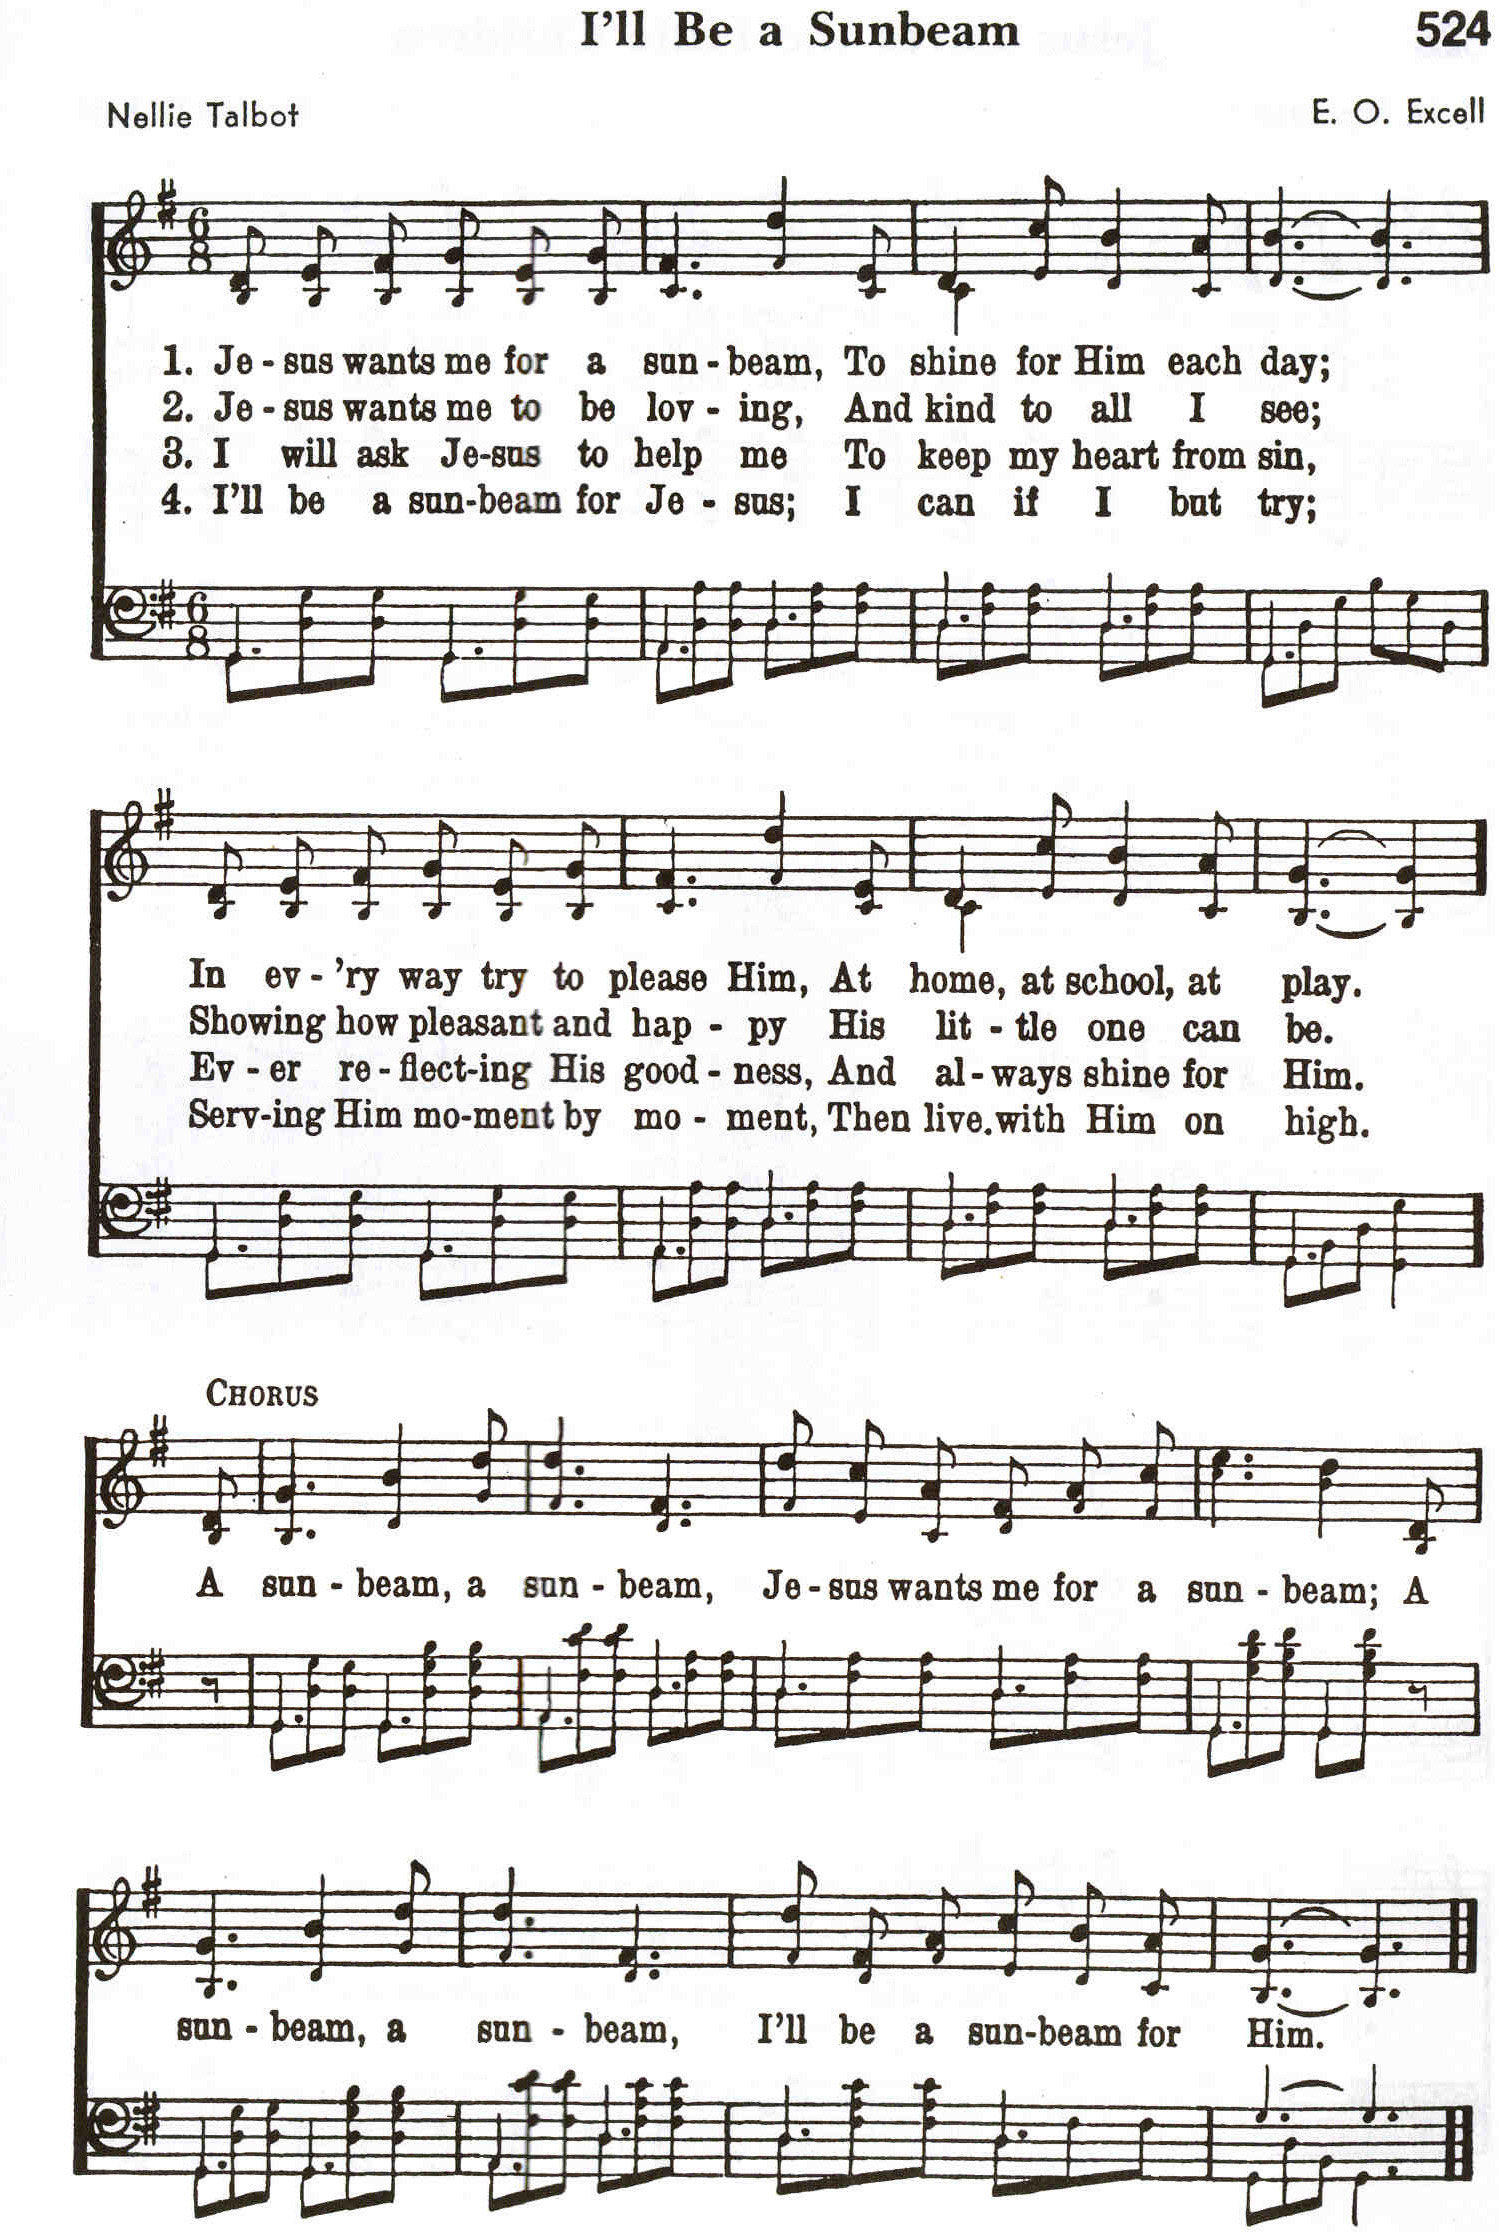 I'll Be a Sunbeam 524
Nellie Talbot E. O. Excell
6 8
1. Je - sus wants me for a sun - beam, To shine for Him each day;
2. Je - sus wants me to be lov - ing, And kind to all I see;
3. I will ask Je-sus to help me To keep my heart from sin,
4. I'll be a sun-beam for Je - sus; I can if I but try;
6 8
In ev - 'ry way try to please Him, At home, at school, at play.
Showing how pleasant and hap - py His lit - tle one can be.
Ev - er re - flect-ing His good - ness, And al - ways shine for Him.
Serv-ing Him mo-ment by mo - ment, Then live.with Him on high.
CHORUS
A sun - beam, a sun - beam, Je - sus wants me for a sun - beam; A
sun - beam, a sun - beam, I'll be a sun-beam for Him.